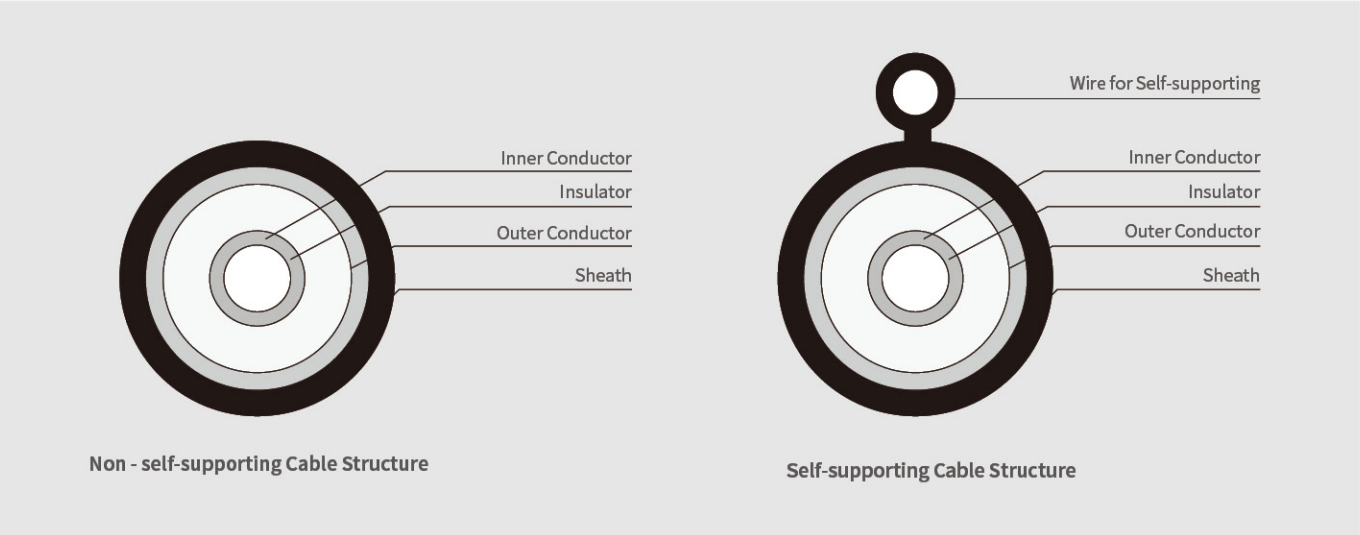 Inner Conductor
Insulator
Outer Conductor
Sheath
Non - self-supporting Cable Structure
Wire for Self-supporting
Inner Conductor
Insulator
Outer Conductor
Sheath
Self-supporting Cable Structure